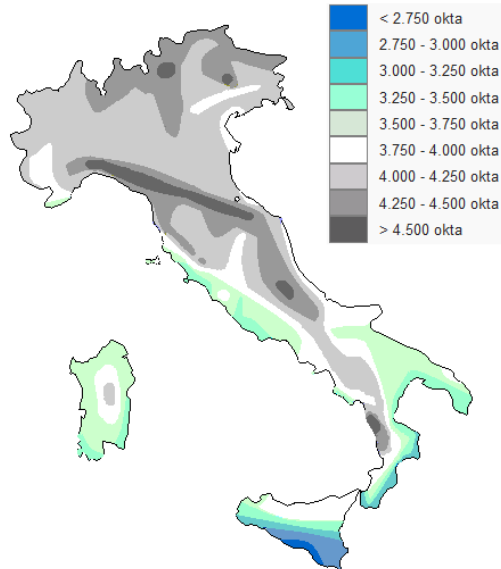 < 2.750 okta
2.750 - 3.000 okta
3.000 - 3.250 okta
3.250 - 3.500 okta
3.500 - 3.750 okta
3.750 - 4.000 okta
4.000 - 4.250 okta
4.250 - 4.500 okta
> 4.500 okta